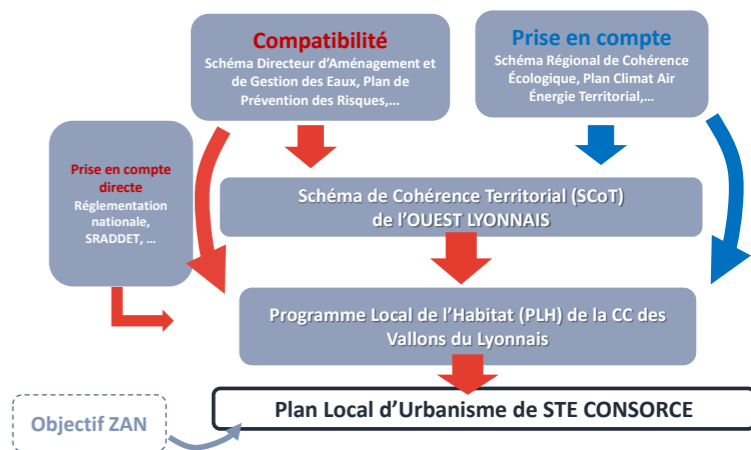 Compatibilité
Schéma Directeur d’Aménagement et
de Gestion des Eaux, Plan de
Prévention des Risques,…
Prise en compte
Schéma Régional de Cohérence
Écologique, Plan Climat Air
Énergie Territorial,…
Prise en compte
directe
Réglementation
nationale,
SRADDET, …
Schéma de Cohérence Territorial (SCoT)
de l’OUEST LYONNAIS
Programme Local de l’Habitat (PLH) de la CC des
Vallons du Lyonnais
Plan Local d’Urbanisme de STE CONSORCE
Objectif ZAN